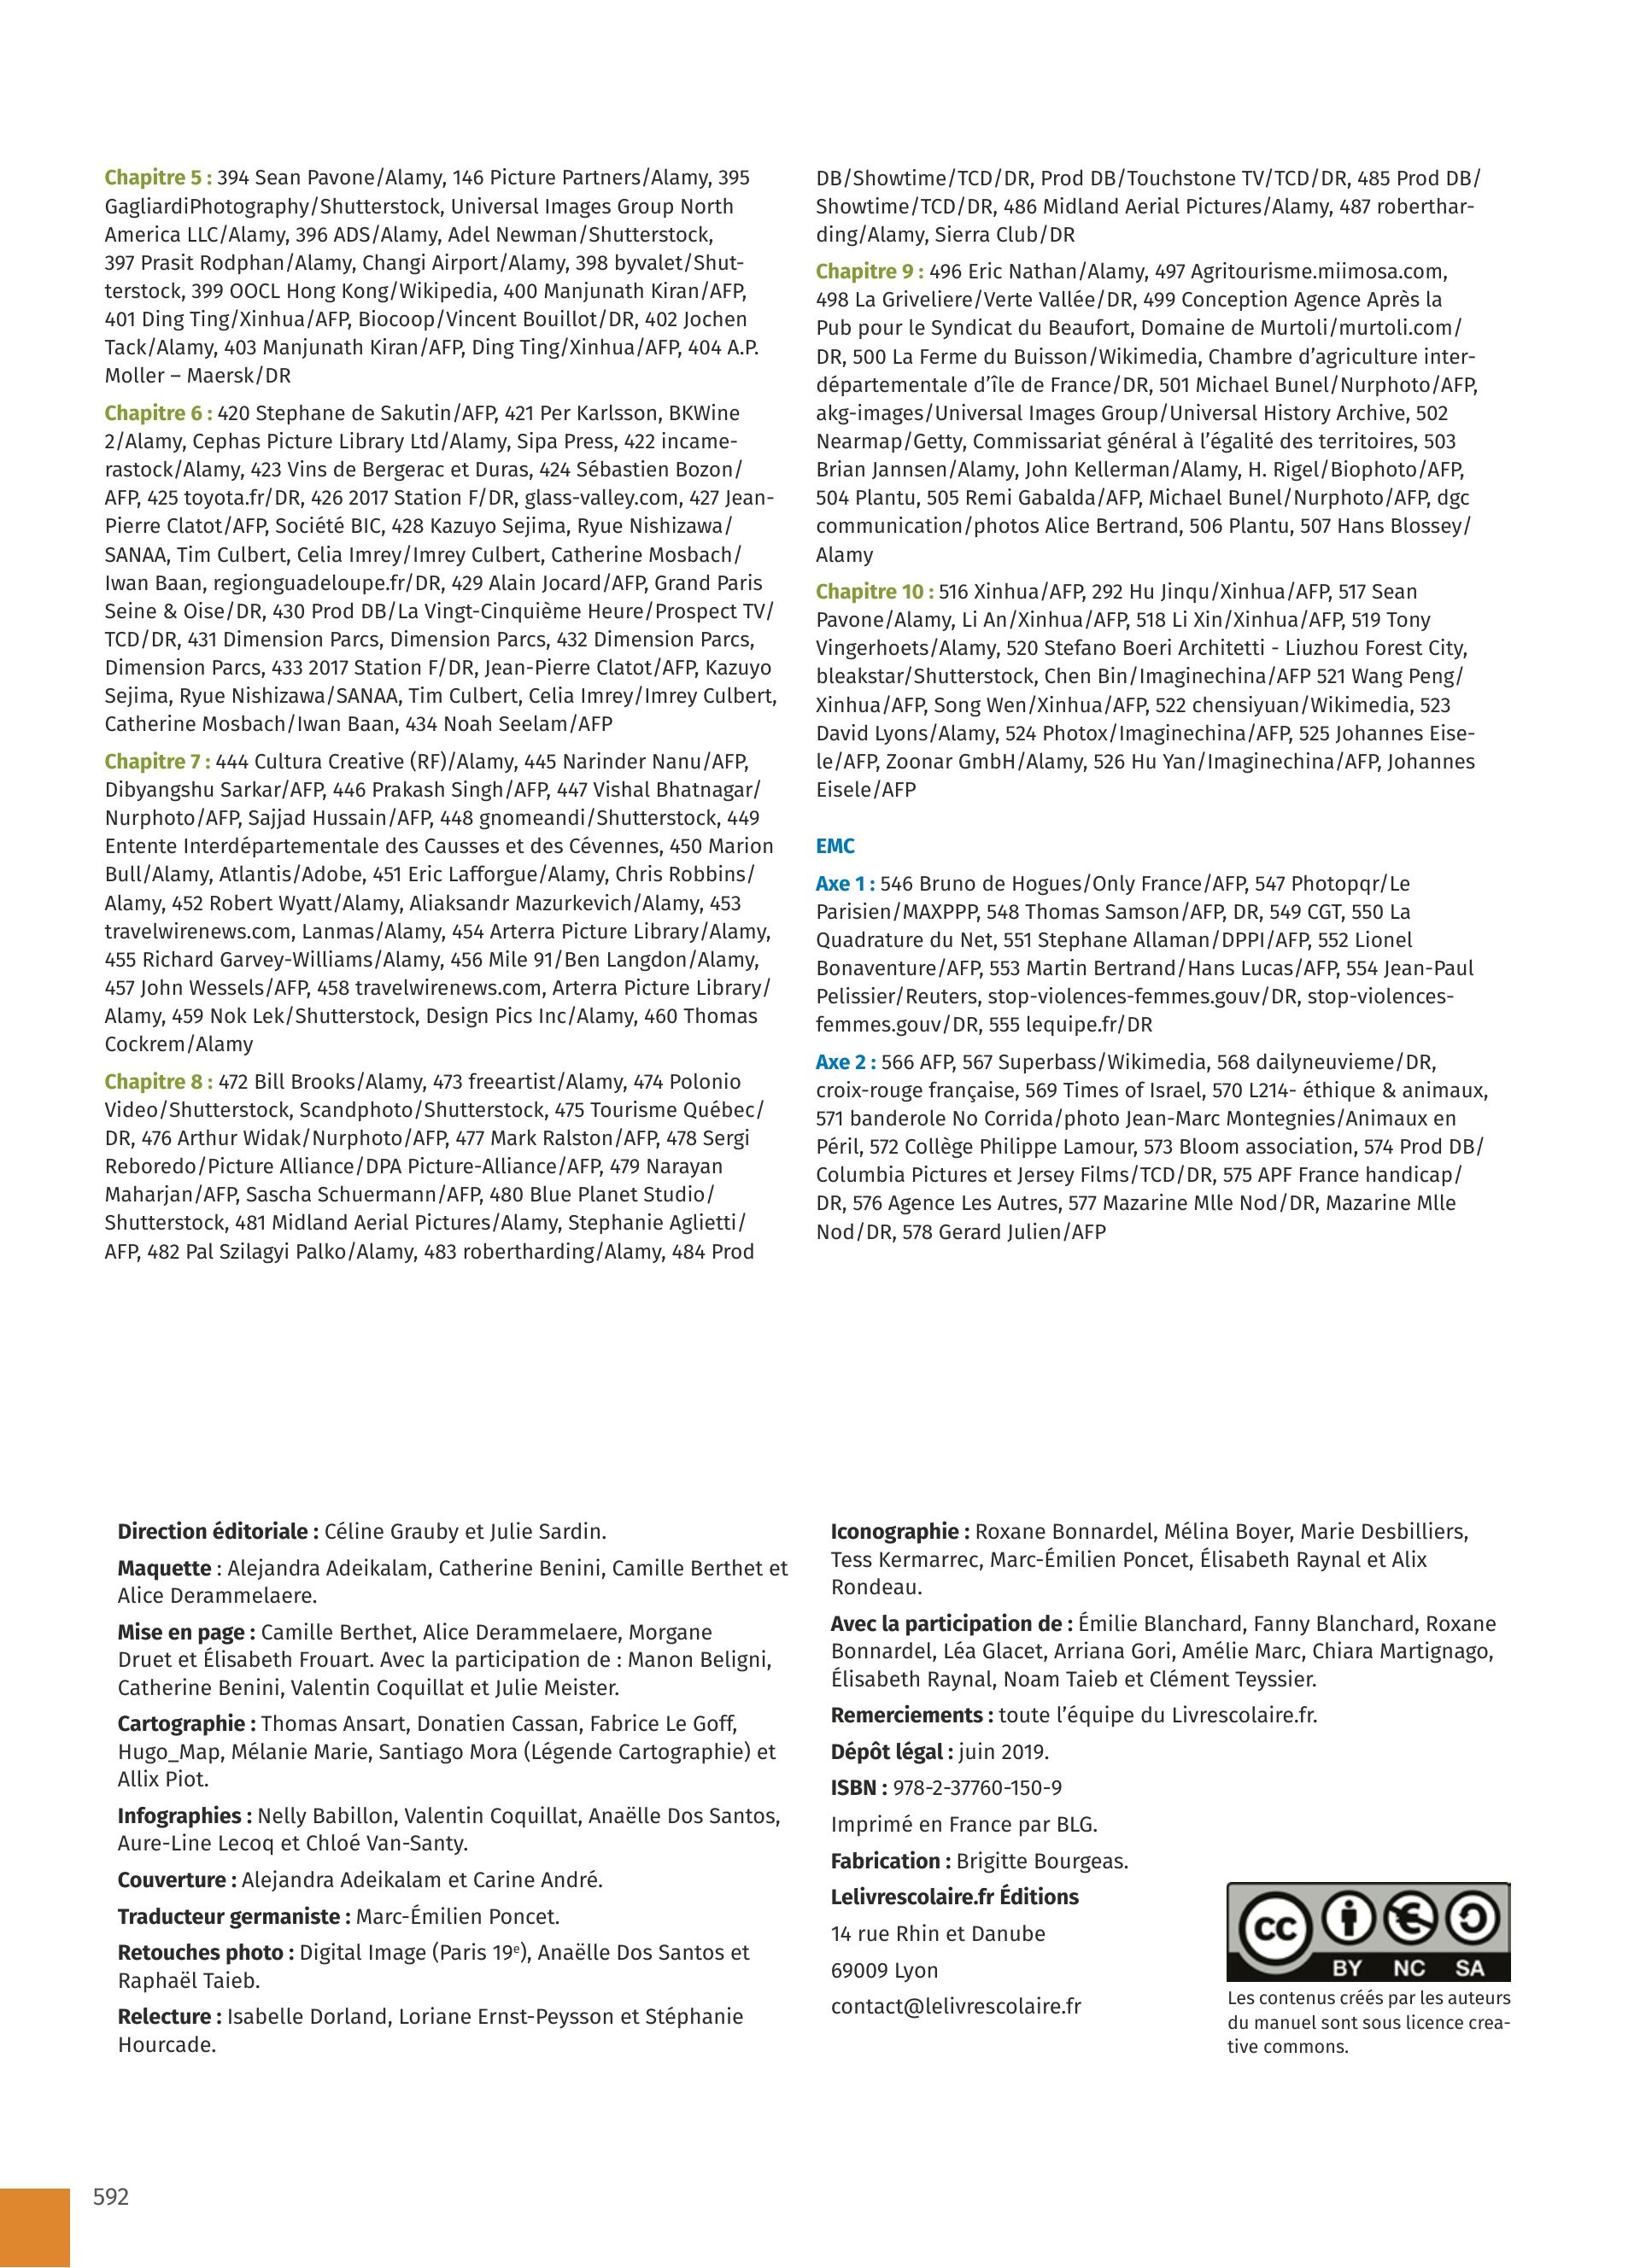 Chapitre 5 : 394 Sean Pavone/Alamy, 146 Picture Partners/Alamy, 395
GagliardiPhotography/Shutterstock, Universal Images Group North
America LLC/Alamy, 396 ADS/Alamy, Adel Newman/Shutterstock,
397 Prasit Rodphan/Alamy, Changi Airport/Alamy, 398 byvalet/Shut-
terstock, 399 OOCL Hong Kong/Wikipedia, 400 Manjunath Kiran/AFP,
401 Ding Ting/Xinhua/AFP, Biocoop/Vincent Bouillot/DR, 402 Jochen
Tack/Alamy, 403 Manjunath Kiran/AFP, Ding Ting/Xinhua/AFP, 404 A.P.
Moller – Maersk/DR
Chapitre 6 : 420 Stephane de Sakutin/AFP, 421 Per Karlsson, BKWine
2/Alamy, Cephas Picture Library Ltd/Alamy, Sipa Press, 422 incame-
rastock/Alamy, 423 Vins de Bergerac et Duras, 424 Sébastien Bozon/
AFP, 425 toyota.fr/DR, 426 2017 Station F/DR, glass-valley.com, 427 Jean-
Pierre Clatot/AFP, Société BIC, 428 Kazuyo Sejima, Ryue Nishizawa/
SANAA, Tim Culbert, Celia Imrey/Imrey Culbert, Catherine Mosbach/
Iwan Baan, regionguadeloupe.fr/DR, 429 Alain Jocard/AFP, Grand Paris
Seine & Oise/DR, 430 Prod DB/La Vingt-Cinquième Heure/Prospect TV/
TCD/DR, 431 Dimension Parcs, Dimension Parcs, 432 Dimension Parcs,
Dimension Parcs, 433 2017 Station F/DR, Jean-Pierre Clatot/AFP, Kazuyo
Sejima, Ryue Nishizawa/SANAA, Tim Culbert, Celia Imrey/Imrey Culbert,
Catherine Mosbach/Iwan Baan, 434 Noah Seelam/AFP
Chapitre 7 : 444 Cultura Creative (RF)/Alamy, 445 Narinder Nanu/AFP,
Dibyangshu Sarkar/AFP, 446 Prakash Singh/AFP, 447 Vishal Bhatnagar/
Nurphoto/AFP, Sajjad Hussain/AFP, 448 gnomeandi/Shutterstock, 449
Entente Interdépartementale des Causses et des Cévennes, 450 Marion
Bull/Alamy, Atlantis/Adobe, 451 Eric Lafforgue/Alamy, Chris Robbins/
Alamy, 452 Robert Wyatt/Alamy, Aliaksandr Mazurkevich/Alamy, 453
travelwirenews.com, Lanmas/Alamy, 454 Arterra Picture Library/Alamy,
455 Richard Garvey-Williams/Alamy, 456 Mile 91/Ben Langdon/Alamy,
457 John Wessels/AFP, 458 travelwirenews.com, Arterra Picture Library/
Alamy, 459 Nok Lek/Shutterstock, Design Pics Inc/Alamy, 460 Thomas
Cockrem/Alamy
Chapitre 8 : 472 Bill Brooks/Alamy, 473 freeartist/Alamy, 474 Polonio
Video/Shutterstock, Scandphoto/Shutterstock, 475 Tourisme Québec/
DR, 476 Arthur Widak/Nurphoto/AFP, 477 Mark Ralston/AFP, 478 Sergi
Reboredo/Picture Alliance/DPA Picture-Alliance/AFP, 479 Narayan
Maharjan/AFP, Sascha Schuermann/AFP, 480 Blue Planet Studio/
Shutterstock, 481 Midland Aerial Pictures/Alamy, Stephanie Aglietti/
AFP, 482 Pal Szilagyi Palko/Alamy, 483 robertharding/Alamy, 484 Prod
DB/Showtime/TCD/DR, Prod DB/Touchstone TV/TCD/DR, 485 Prod DB/
Showtime/TCD/DR, 486 Midland Aerial Pictures/Alamy, 487 roberthar-
ding/Alamy, Sierra Club/DR
Chapitre 9 : 496 Eric Nathan/Alamy, 497 Agritourisme.miimosa.com,
498 La Griveliere/Verte Vallée/DR, 499 Conception Agence Après la
Pub pour le Syndicat du Beaufort, Domaine de Murtoli/murtoli.com/
DR, 500 La Ferme du Buisson/Wikimedia, Chambre d’agriculture inter-
départementale d’île de France/DR, 501 Michael Bunel/Nurphoto/AFP,
akg-images/Universal Images Group/Universal History Archive, 502
Nearmap/Getty, Commissariat général à l’égalité des territoires, 503
Brian Jannsen/Alamy, John Kellerman/Alamy, H. Rigel/Biophoto/AFP,
504 Plantu, 505 Remi Gabalda/AFP, Michael Bunel/Nurphoto/AFP, dgc
communication/photos Alice Bertrand, 506 Plantu, 507 Hans Blossey/
Alamy
Chapitre 10 : 516 Xinhua/AFP, 292 Hu Jinqu/Xinhua/AFP, 517 Sean
Pavone/Alamy, Li An/Xinhua/AFP, 518 Li Xin/Xinhua/AFP, 519 Tony
Vingerhoets/Alamy, 520 Stefano Boeri Architetti - Liuzhou Forest City,
bleakstar/Shutterstock, Chen Bin/Imaginechina/AFP 521 Wang Peng/
Xinhua/AFP, Song Wen/Xinhua/AFP, 522 chensiyuan/Wikimedia, 523
David Lyons/Alamy, 524 Photox/Imaginechina/AFP, 525 Johannes Eise-
le/AFP, Zoonar GmbH/Alamy, 526 Hu Yan/Imaginechina/AFP, Johannes
Eisele/AFP
EMC
Axe 1 : 546 Bruno de Hogues/Only France/AFP, 547 Photopqr/Le
Parisien/MAXPPP, 548 Thomas Samson/AFP, DR, 549 CGT, 550 La
Quadrature du Net, 551 Stephane Allaman/DPPI/AFP, 552 Lionel
Bonaventure/AFP, 553 Martin Bertrand/Hans Lucas/AFP, 554 Jean-Paul
Pelissier/Reuters, stop-violences-femmes.gouv/DR, stop-violences-
femmes.gouv/DR, 555 lequipe.fr/DR
Axe 2 : 566 AFP, 567 Superbass/Wikimedia, 568 dailyneuvieme/DR,
croix-rouge française, 569 Times of Israel, 570 L214- éthique & animaux,
571 banderole No Corrida/photo Jean-Marc Montegnies/Animaux en
Péril, 572 Collège Philippe Lamour, 573 Bloom association, 574 Prod DB/
Columbia Pictures et Jersey Films/TCD/DR, 575 APF France handicap/
DR, 576 Agence Les Autres, 577 Mazarine Mlle Nod/DR, Mazarine Mlle
Nod/DR, 578 Gerard Julien/AFP
Direction éditoriale : Céline Grauby et Julie Sardin.
Maquette : Alejandra Adeikalam, Catherine Benini, Camille Berthet et
Alice Derammelaere.
Mise en page : Camille Berthet, Alice Derammelaere, Morgane
Druet et Élisabeth Frouart. Avec la participation de : Manon Beligni,
Catherine Benini, Valentin Coquillat et Julie Meister.
Cartographie : Thomas Ansart, Donatien Cassan, Fabrice Le Goff,
Hugo_Map, Mélanie Marie, Santiago Mora (Légende Cartographie) et
Allix Piot.
Infographies : Nelly Babillon, Valentin Coquillat, Anaëlle Dos Santos,
Aure-Line Lecoq et Chloé Van-Santy.
Couverture : Alejandra Adeikalam et Carine André.
Traducteur germaniste : Marc-Émilien Poncet.
Retouches photo : Digital Image (Paris 19e), Anaëlle Dos Santos et
Raphaël Taieb.
Relecture : Isabelle Dorland, Loriane Ernst-Peysson et Stéphanie
Hourcade.
Iconographie : Roxane Bonnardel, Mélina Boyer, Marie Desbilliers,
Tess Kermarrec, Marc-Émilien Poncet, Élisabeth Raynal et Alix
Rondeau.
Avec la participation de : Émilie Blanchard, Fanny Blanchard, Roxane
Bonnardel, Léa Glacet, Arriana Gori, Amélie Marc, Chiara Martignago,
Élisabeth Raynal, Noam Taieb et Clément Teyssier.
Remerciements : toute l’équipe du Livrescolaire.fr.
Dépôt légal : juin 2019.
ISBN : 978-2-37760-150-9
Imprimé en France par BLG.
Fabrication : Brigitte Bourgeas.
Lelivrescolaire.fr Éditions
14 rue Rhin et Danube
69009 Lyon
contact@lelivrescolaire.fr
cc
BY NC SA
Les contenus créés par les auteurs
du manuel sont sous licence crea-
tive commons.
592